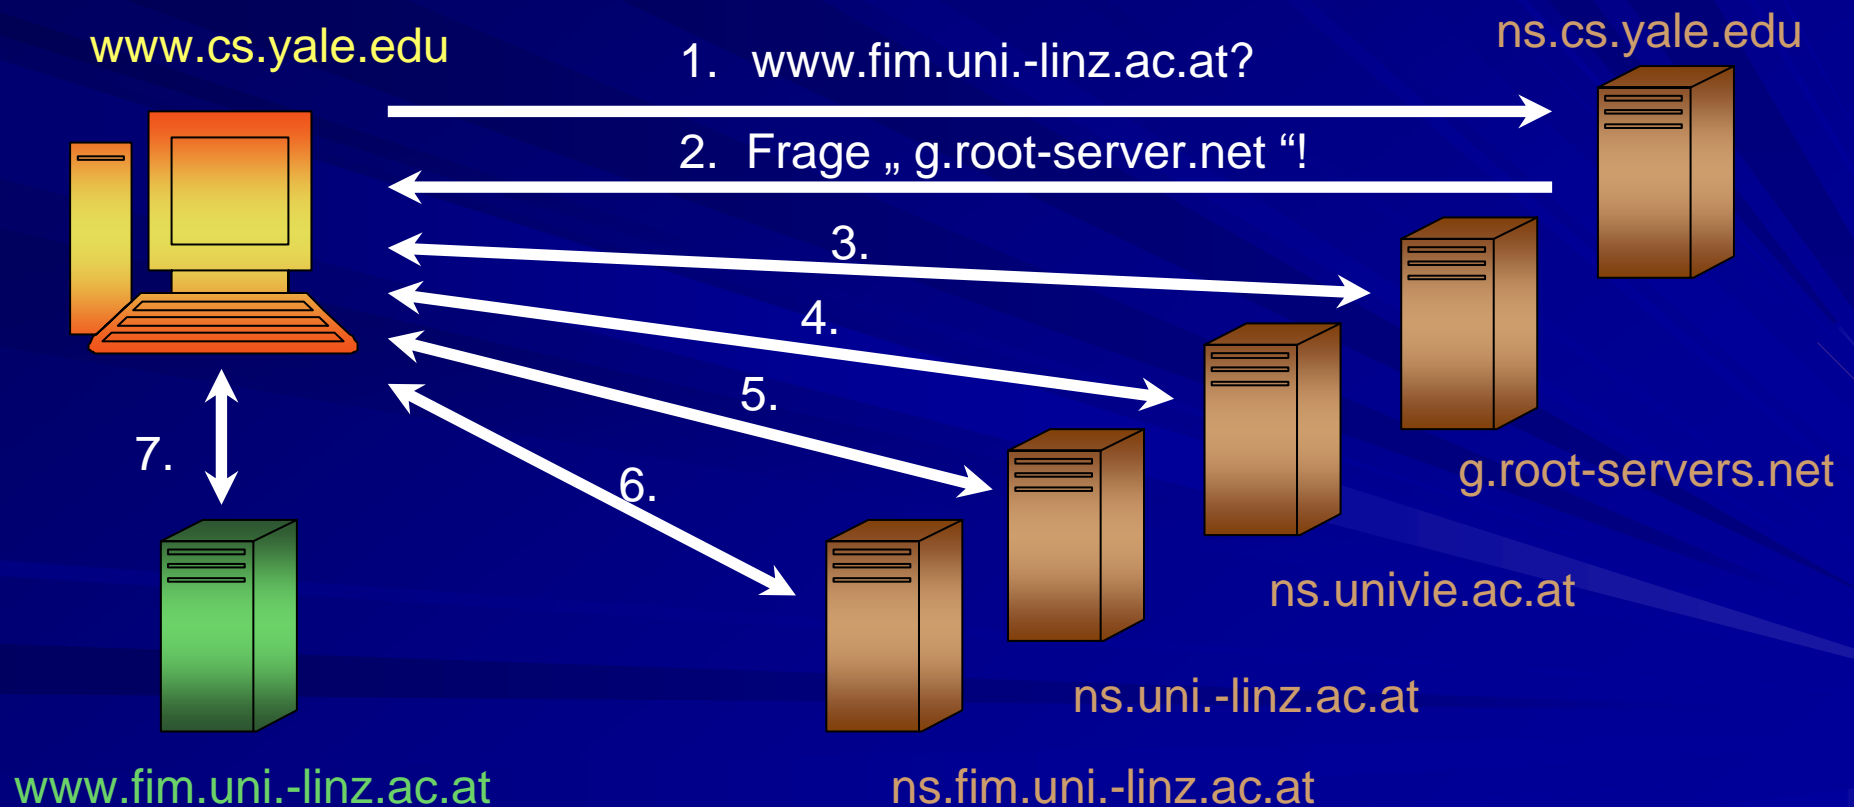 www.cs.yale.edu
ns.cs.yale.edu
1. www.fim.uni.-linz.ac.at?
2. Frage „ g.root-server.net “!
3.
4.
5.
6.
7.
g.root-servers.net
ns.univie.ac.at
ns.uni.-linz.ac.at
www.fim.uni.-linz.ac.at
ns.fim.uni.-linz.ac.at